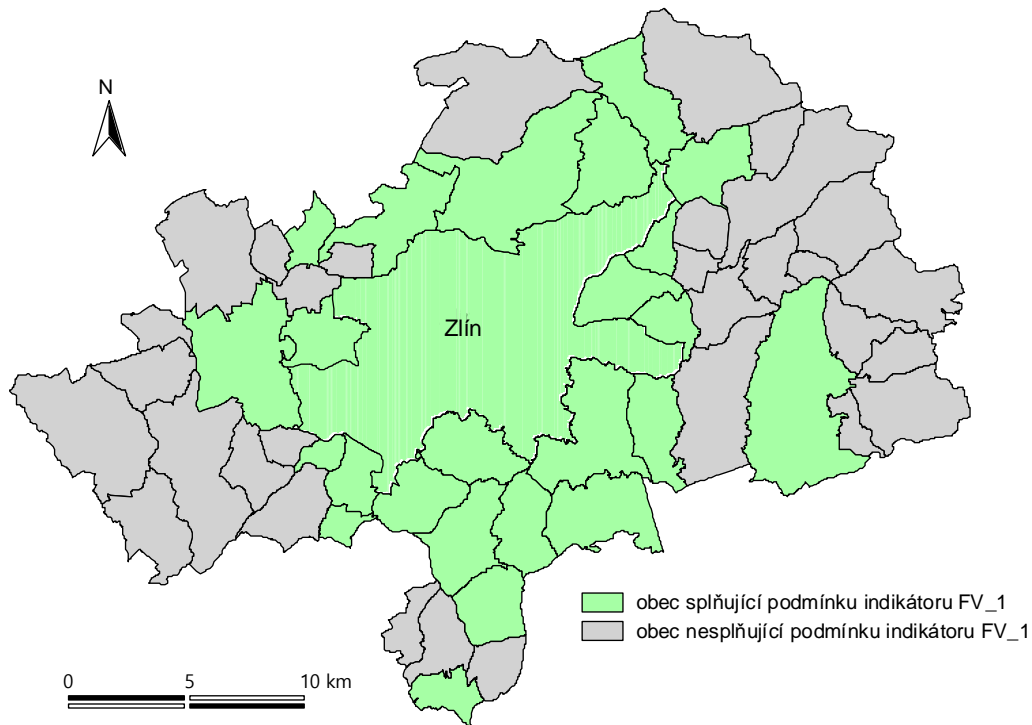 N
Zlín
obec splňující podmínku indikátoru FV_1
obec nesplňující podmínku indikátoru FV_1
0 5 10 km